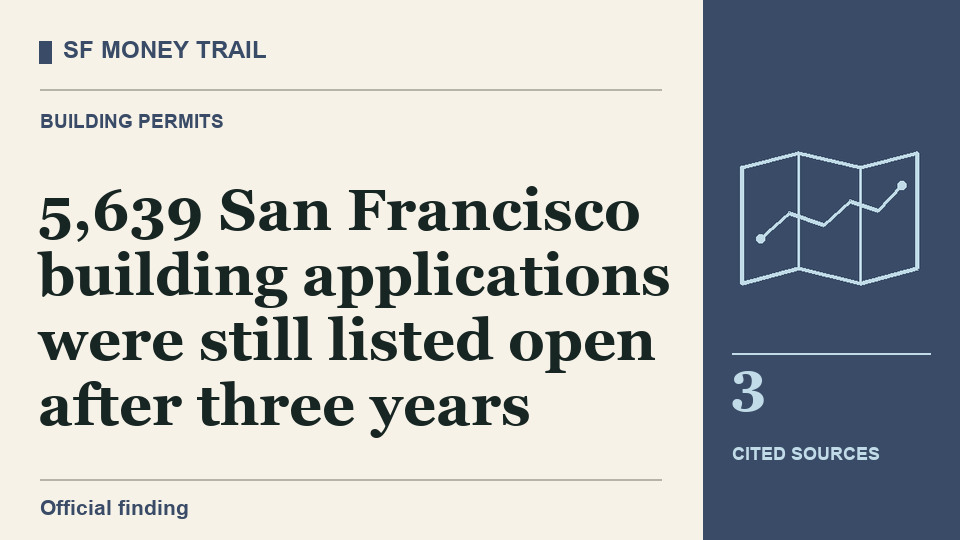 SF MONEY TRAIL
BUILDING PERMITS
5,639 San Francisco
building applications
were still listed open
after three years
Official finding
3
CITED SOURCES